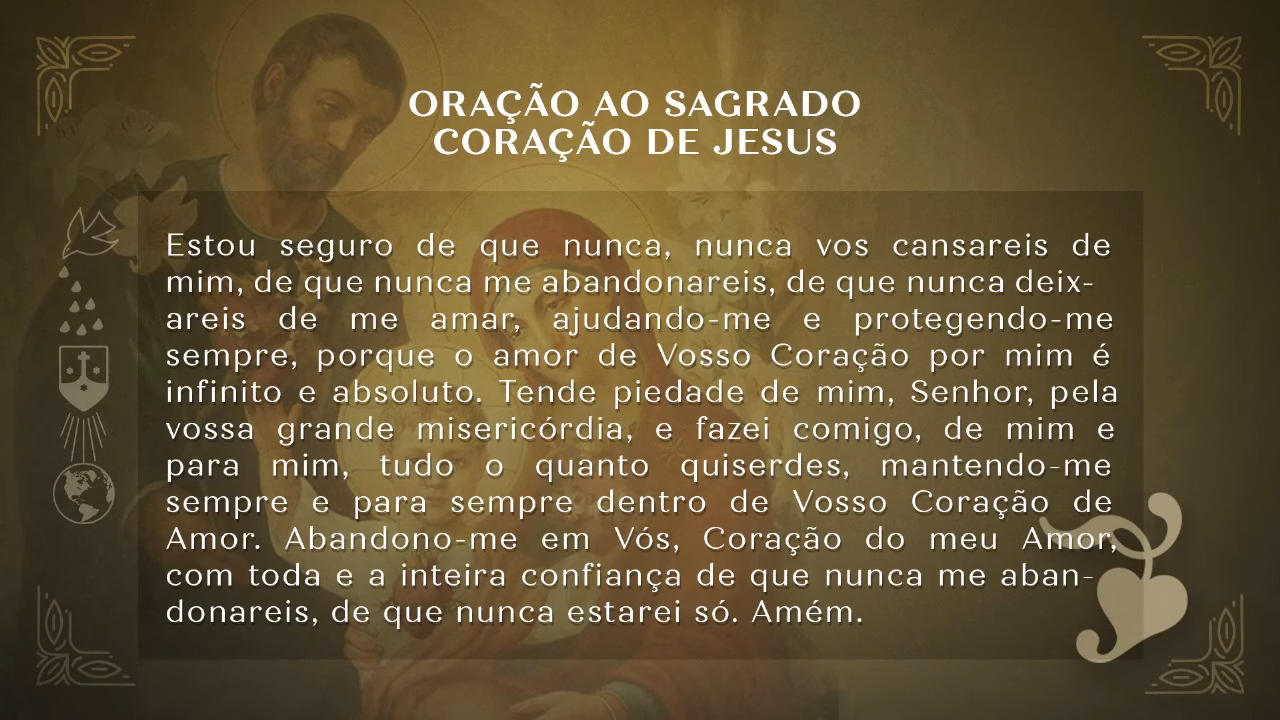 ORAÇÃO AO SAGRADO
CORAÇÃO DE JESUS
Estou seguro de que nunca, nunca vos cansareis de
mim, de que nunca me abandonareis, de que nunca deix-
areis de me amar, ajudando-me e protegendo-me
sempre, porque o amor de Vosso Coração por mim é
infinito e absoluto. Tende piedade de mim, Senhor, pela
vossa grande misericórdia, e fazei comigo, de mim e
para mim, tudo o quanto quiserdes, mantendo-me
sempre e para sempre dentro de Vosso Coração de
Amor. Abandono-me em Vós, Coração do meu Amor,
com toda e a inteira confiança de que nunca me aban-
donareis, de que nunca estarei só. Amém.